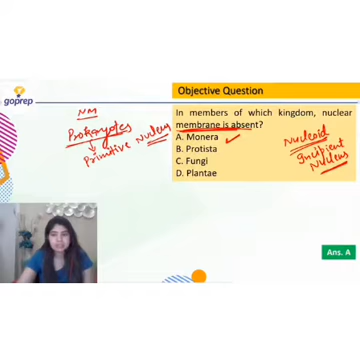 goprep
Objective Question
NM
Prokaryotes
Primitive Nucleus
In members of which kingdom, nuclear
membrane is absent?
A. Monera
B. Protista
C. Fungi
D. Plantae
Nucleoid
Incipient
Nucleus
Ans. A